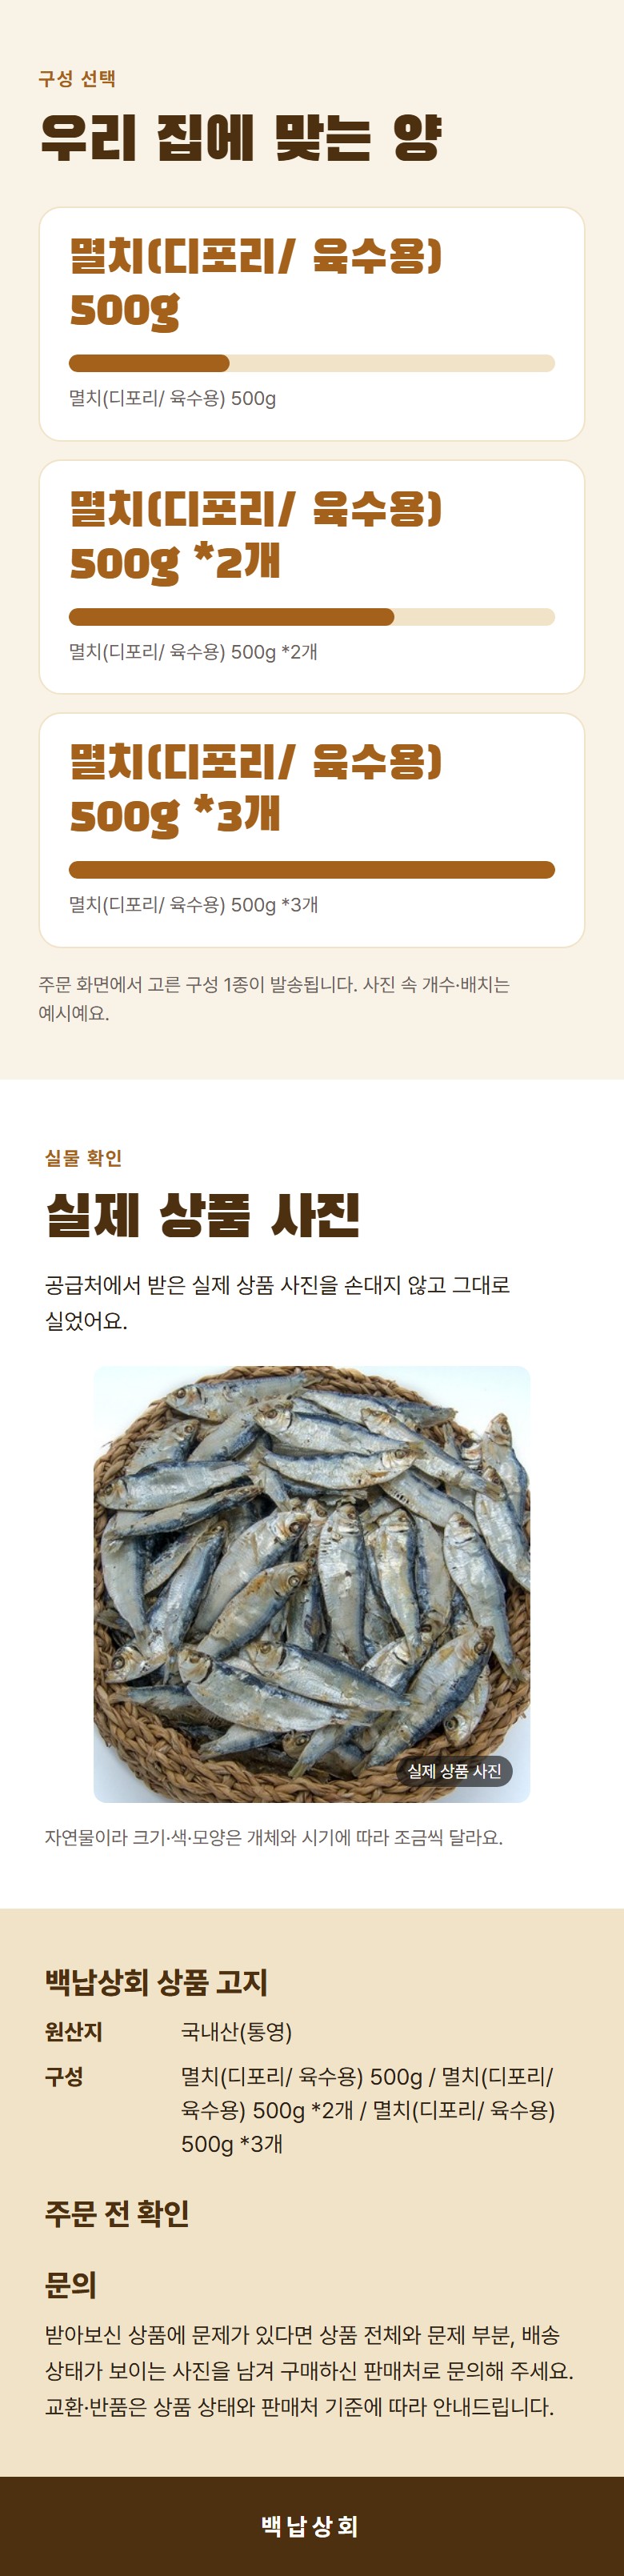 구성 선택
우리 집에 맞는 양
멸치(디포리/ 육수용)
500g
멸치(디포리/ 육수용) 500g
멸치(디포리/ 육수용)
500g *2개
멸치(디포리/ 육수용) 500g *2개
멸치(디포리/ 육수용)
500g *3개
멸치(디포리/ 육수용) 500g *3개
주문 화면에서 고른 구성 1종이 발송됩니다. 사진 속 개수·배치는
예시예요.
실물 확인
실제 상품 사진
공급처에서 받은 실제 상품 사진을 손대지 않고 그대로
실었어요.
실제 상품 사진
자연물이라 크기·색·모양은 개체와 시기에 따라 조금씩 달라요.
백납상회 상품 고지
원산지 국내산(통영)
구성 멸치(디포리/ 육수용) 500g / 멸치(디포리/
육수용) 500g *2개 / 멸치(디포리/ 육수용)
500g *3개
주문 전 확인
문의
받아보신 상품에 문제가 있다면 상품 전체와 문제 부분, 배송
상태가 보이는 사진을 남겨 구매하신 판매처로 문의해 주세요.
교환·반품은 상품 상태와 판매처 기준에 따라 안내드립니다.
백납상회